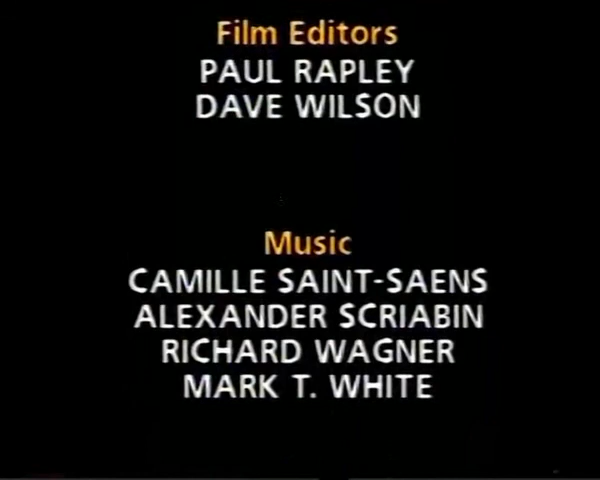 Film Editors
PAUL RAPLEY
DAVE WILSON
Music
CAMILLE SAINT-SAENS
ALEXANDER SCRIABIN
RICHARD WAGNER
MARK T. WHITE